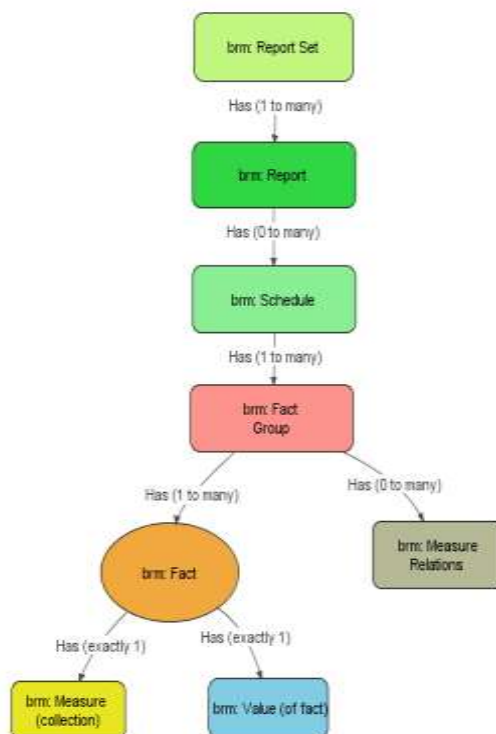 brm: Report Set
Has (1 to many)
brm: Report
Has (0 to many)
brm: Schedule
Has (1 to many)
brm: Fact
Group
Has (1 to many)
Has (0 to many)
brm: Fact
brm: Measure
Relations
Has (exactly 1)
Has (exactly 1)
brm: Measure
(collection)
brm: Value (of fact)